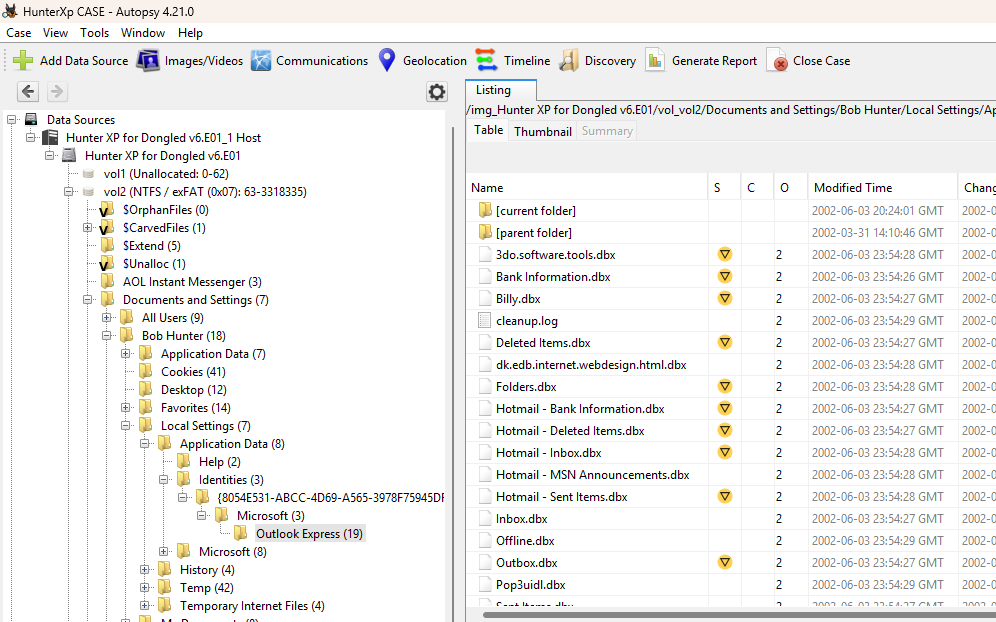 HunterXp CASE - Autopsy 4.21.0
Case View Tools Window Help
Add Data Source Images/Videos Communications Geolocation Timeline Discovery Generate Report Close Case
Data Sources
Hunter XP for Dongled v6.E01_1 Host
Hunter XP for Dongled v6.E01
vol1 (Unallocated: 0-62)
vol2 (NTFS / exFAT (0x07): 63-3318335)
$OrphanFiles (0)
$CarvedFiles (1)
$Extend (5)
$Unalloc (1)
AOL Instant Messenger (3)
Documents and Settings (7)
All Users (9)
Bob Hunter (18)
Application Data (7)
Cookies (41)
Desktop (12)
Favorites (14)
Local Settings (7)
Application Data (8)
Help (2)
Identities (3)
{8054E531-ABCC-4D69-A565-3978F75945DF
Microsoft (3)
Outlook Express (19)
Microsoft (8)
History (4)
Temp (42)
Temporary Internet Files (4)
Listing
/img_Hunter XP for Dongled v6.E01/vol_vol2/Documents and Settings/Bob Hunter/Local Settings/Ap
Table Thumbnail Summary
Name S C O Modified Time Chang
[current folder] 2002-06-03 20:24:01 GMT 2002-0
[parent folder] 2002-03-31 14:10:46 GMT 2002-0
3do.software.tools.dbx 2 2002-06-03 23:54:28 GMT 2002-0
Bank Information.dbx 2 2002-06-03 23:54:26 GMT 2002-0
Billy.dbx 2 2002-06-03 23:54:27 GMT 2002-0
cleanup.log 2 2002-06-03 23:54:29 GMT 2002-0
Deleted Items.dbx 2 2002-06-03 23:54:27 GMT 2002-0
dk.edb.internet.webdesign.html.dbx 2 2002-06-03 23:54:28 GMT 2002-0
Folders.dbx 2 2002-06-03 23:54:28 GMT 2002-0
Hotmail - Bank Information.dbx 2 2002-06-03 23:54:27 GMT 2002-0
Hotmail - Deleted Items.dbx 2 2002-06-03 23:54:27 GMT 2002-0
Hotmail - Inbox.dbx 2 2002-06-03 23:54:28 GMT 2002-0
Hotmail - MSN Announcements.dbx 2 2002-06-03 23:54:28 GMT 2002-0
Hotmail - Sent Items.dbx 2 2002-06-03 23:54:28 GMT 2002-0
Inbox.dbx 2 2002-06-03 23:54:27 GMT 2002-0
Offline.dbx 2 2002-06-03 23:54:29 GMT 2002-0
Outbox.dbx 2 2002-06-03 23:54:27 GMT 2002-0
Pop3uidl.dbx 2 2002-06-03 23:54:29 GMT 2002-0